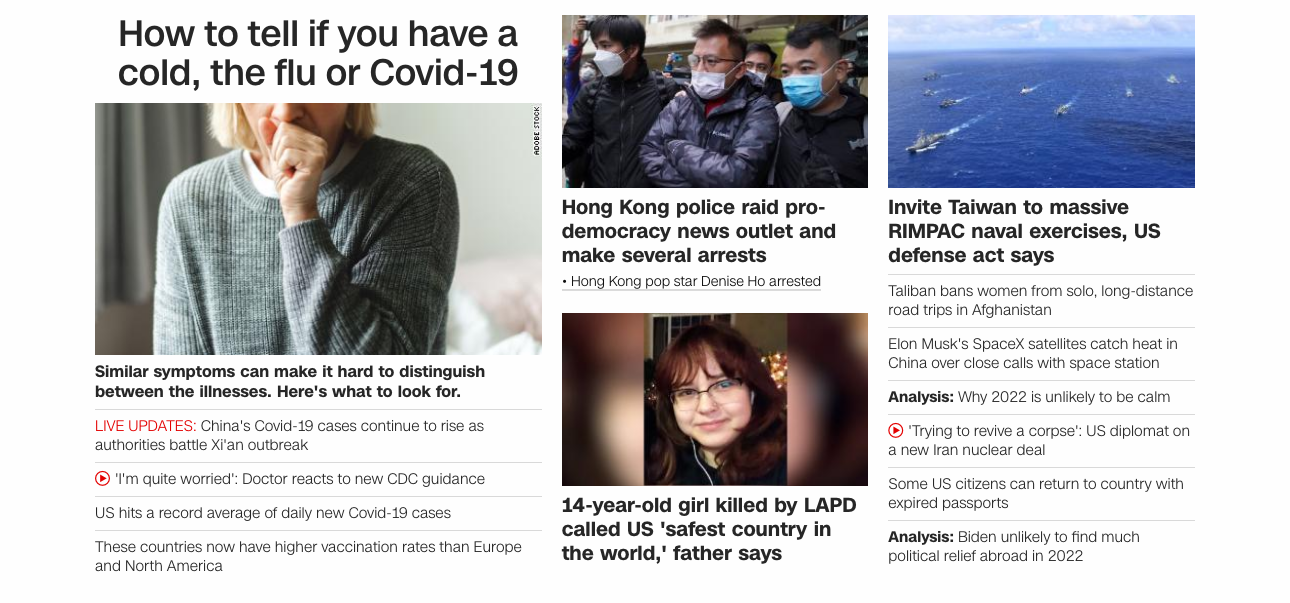 How to tell if you have a
cold, the flu or Covid-19
ADOBE STOCK
Similar symptoms can make it hard to distinguish
between the illnesses. Here's what to look for.
LIVE UPDATES: China's Covid-19 cases continue to rise as
authorities battle Xi'an outbreak
'I'm quite worried': Doctor reacts to new CDC guidance
US hits a record average of daily new Covid-19 cases
These countries now have higher vaccination rates than Europe
and North America
Hong Kong police raid pro-
democracy news outlet and
make several arrests
• Hong Kong pop star Denise Ho arrested
14-year-old girl killed by LAPD
called US 'safest country in
the world,' father says
Invite Taiwan to massive
RIMPAC naval exercises, US
defense act says
Taliban bans women from solo, long-distance
road trips in Afghanistan
Elon Musk's SpaceX satellites catch heat in
China over close calls with space station
Analysis: Why 2022 is unlikely to be calm
'Trying to revive a corpse': US diplomat on
a new Iran nuclear deal
Some US citizens can return to country with
expired passports
Analysis: Biden unlikely to find much
political relief abroad in 2022